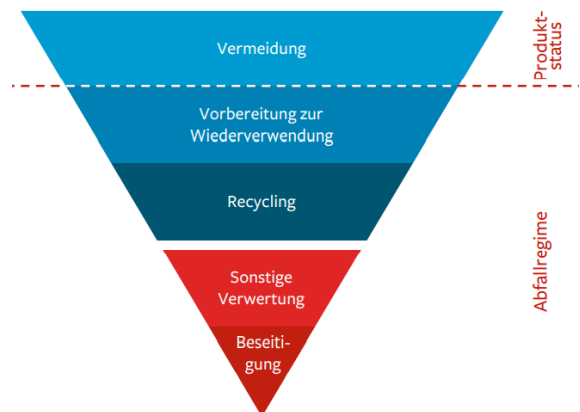 Vermeidung
Produkt-
status
Vorbereitung zur
Wiederverwendung
Recycling
Sonstige
Verwertung
Beseiti-
gung
Abfallregime